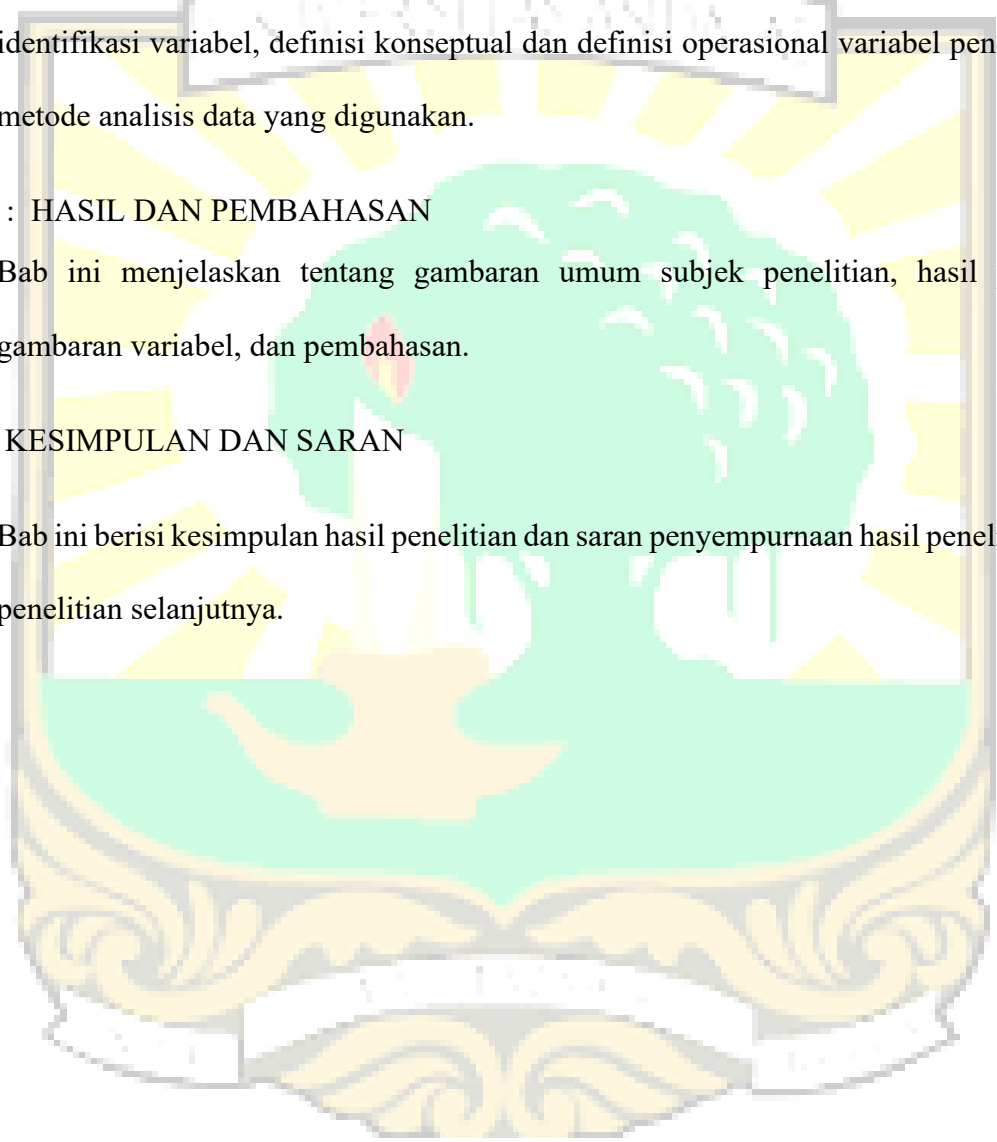 identifikasi variabel, definisi konseptual dan definisi operasional variabel pen
metode analisis data yang digunakan.
: HASIL DAN PEMBAHASAN
Bab ini menjelaskan tentang gambaran umum subjek penelitian, hasil
gambaran variabel, dan pembahasan.
KESIMPULAN DAN SARAN
Bab ini berisi kesimpulan hasil penelitian dan saran penyempurnaan hasil peneli
penelitian selanjutnya.